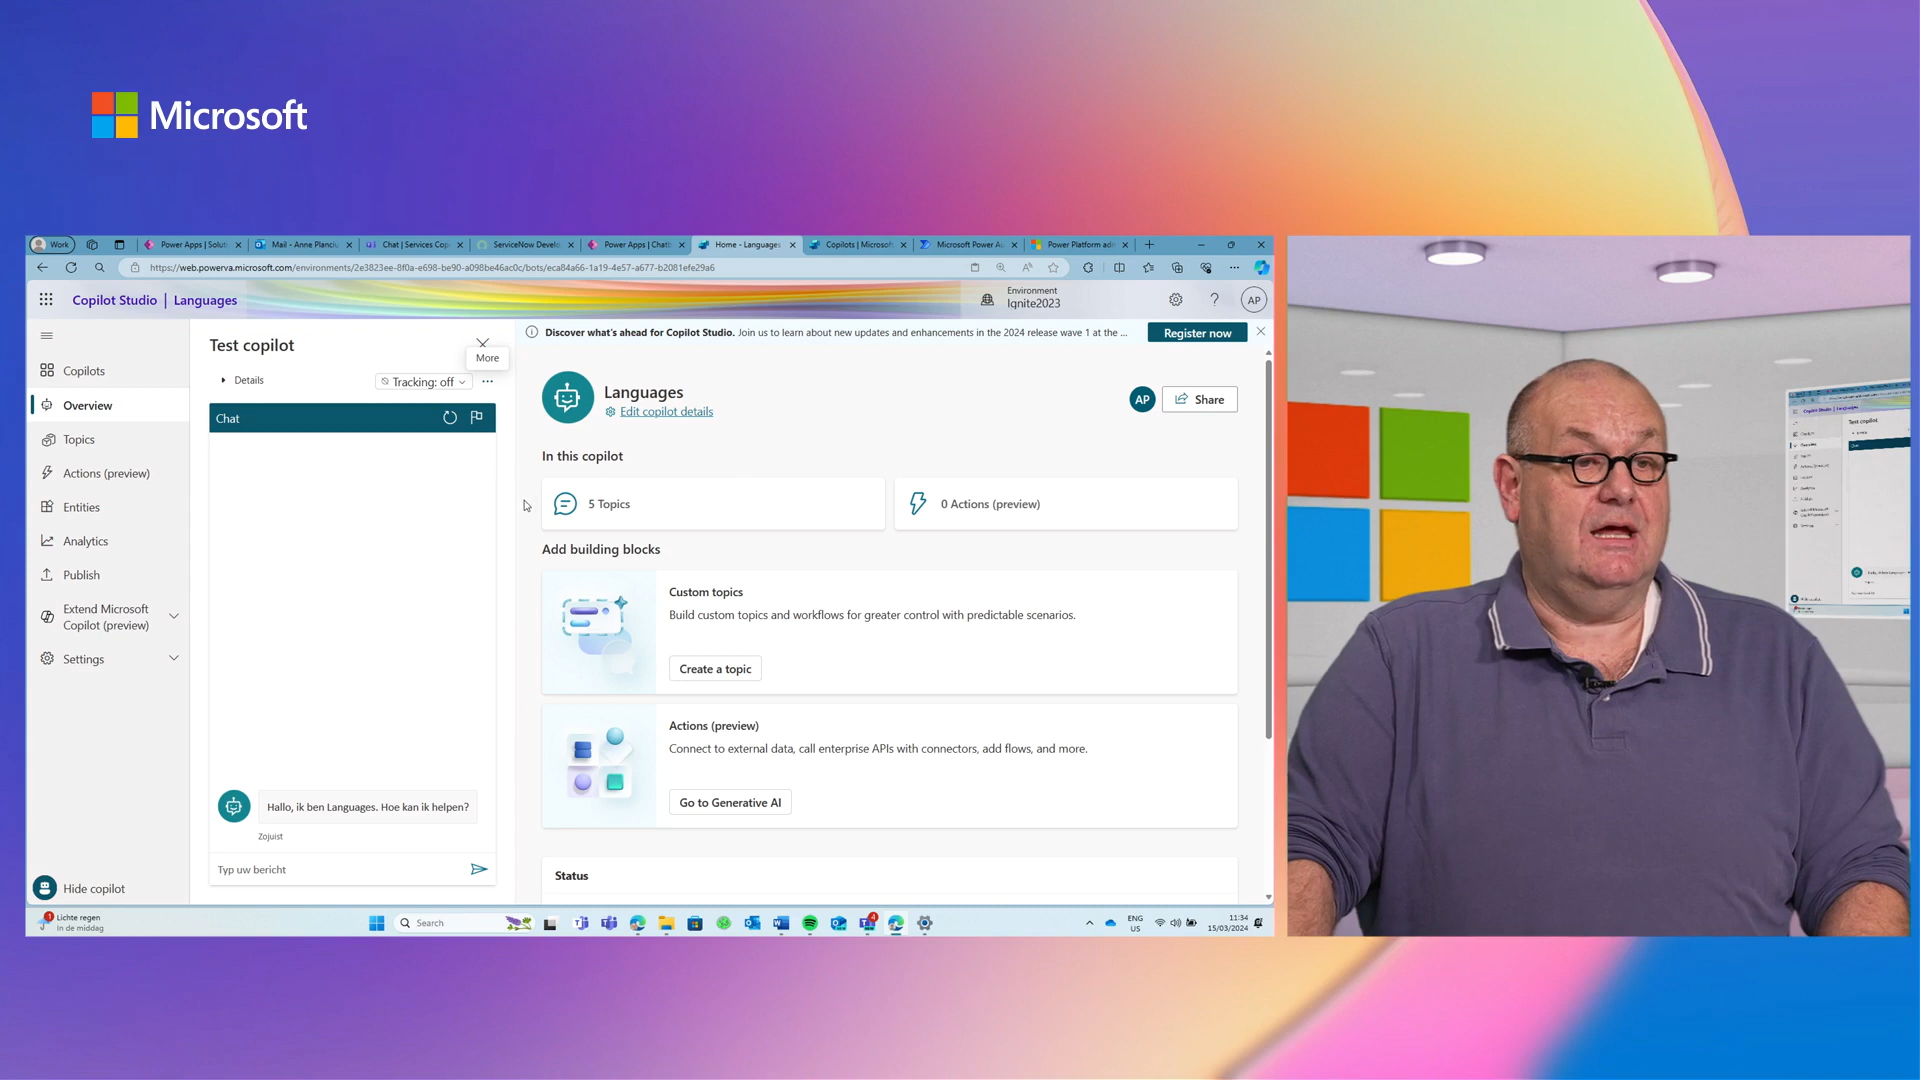 Microsoft
Work
Power Apps | Soluti
Mail - Anne Planciu
Chat | Services Cop
ServiceNow Develo
Power Apps | Chatb
Home - Languages
Copilots | Microsoft
Microsoft Power Au
Power Platform adm
https://web.powerva.microsoft.com/environments/2e3823ee-8f0a-e698-be90-a098be46ac0c/bots/eca84a66-1a19-4e57-a677-b2081efe29a6
Copilot Studio | Languages
Environment
Ignite2023
AP
Discover what's ahead for Copilot Studio. Join us to learn about new updates and enhancements in the 2024 release wave 1 at the ...
Register now
Copilots
Overview
Topics
Actions (preview)
Entities
Analytics
Publish
Extend Microsoft
Copilot (preview)
Settings
Hide copilot
Test copilot
More
Details
Tracking: off
Chat
Hallo, ik ben Languages. Hoe kan ik helpen?
Zojuist
Typ uw bericht
Languages
Edit copilot details
AP
Share
In this copilot
5 Topics
0 Actions (preview)
Add building blocks
Custom topics
Build custom topics and workflows for greater control with predictable scenarios.
Create a topic
Actions (preview)
Connect to external data, call enterprise APIs with connectors, add flows, and more.
Go to Generative AI
Status
1
Lichte regen
In de middag
Search
4
ENG
US
11:34
15/03/2024